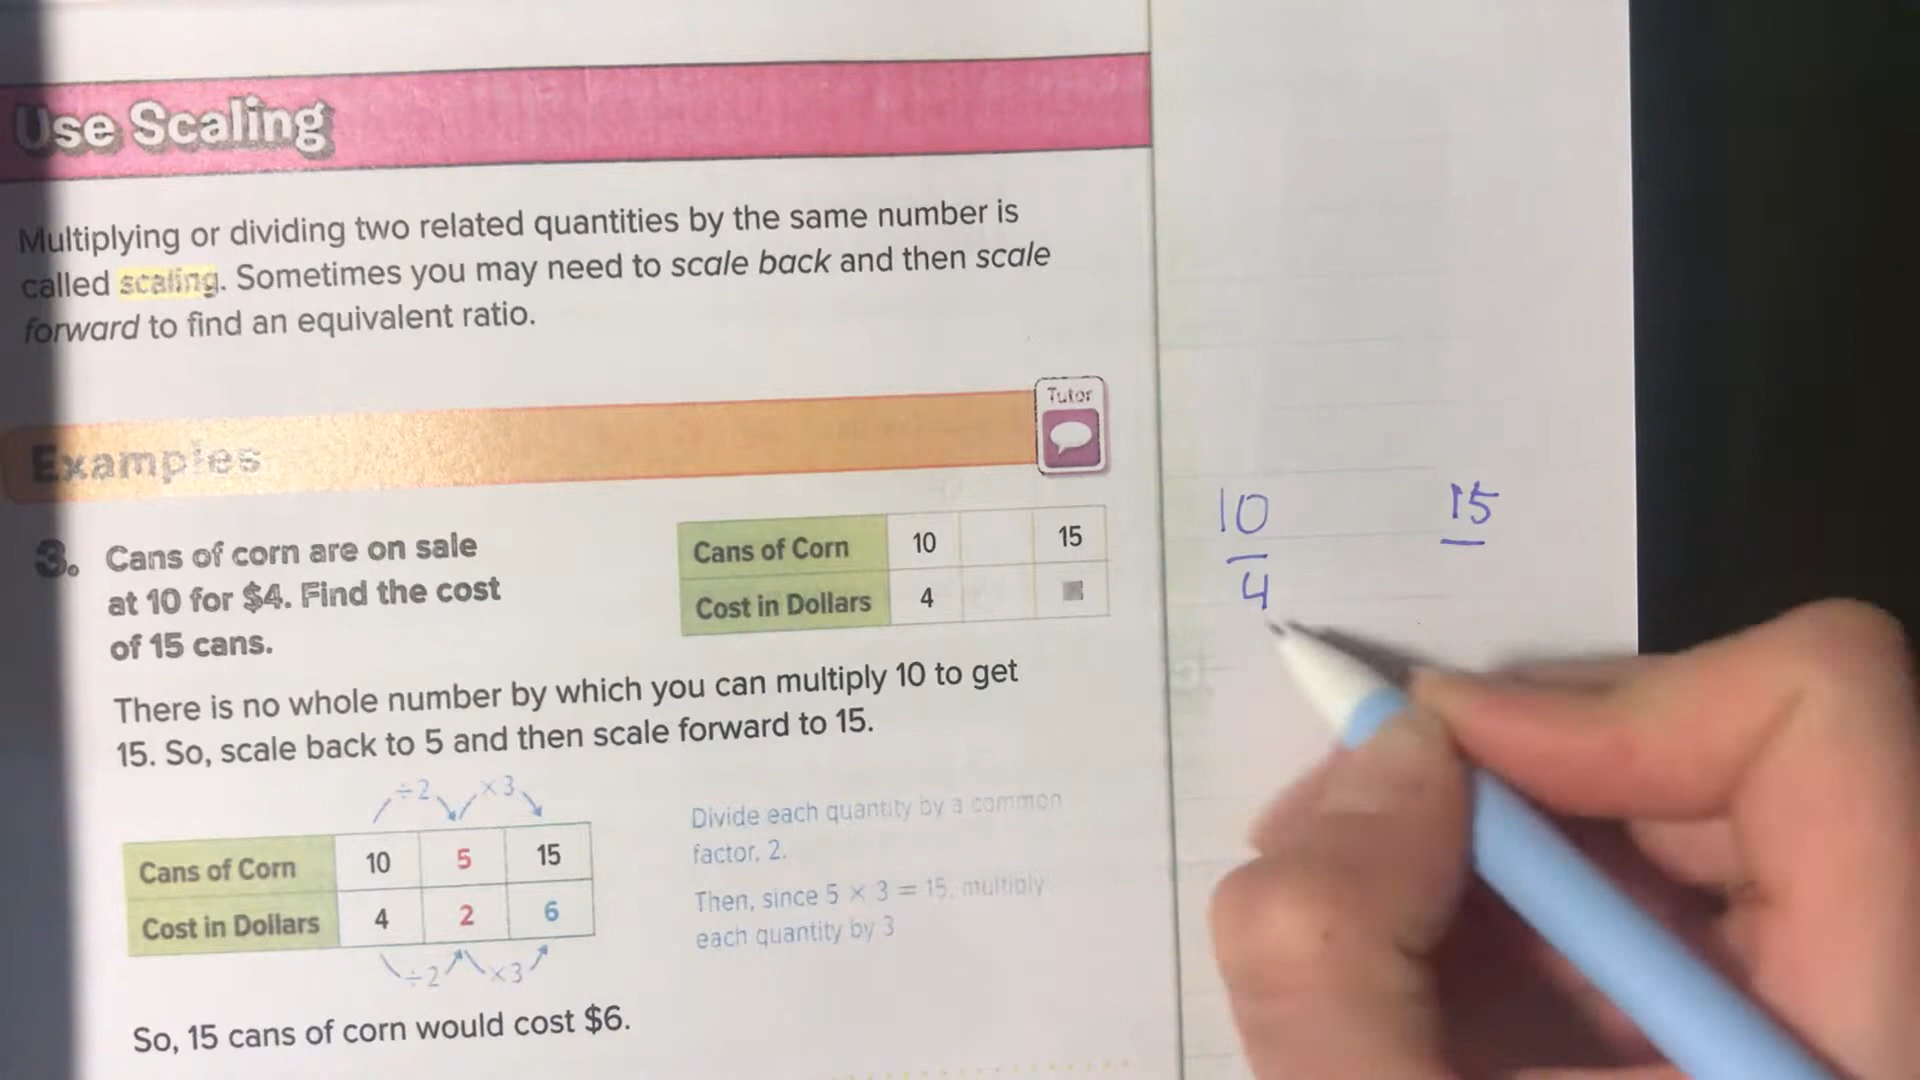 Use Scaling
Multiplying or dividing two related quantities by the same number is
called scaling. Sometimes you may need to scale back and then scale
forward to find an equivalent ratio.
Tutor
Examples
3. Cans of corn are on sale
at 10 for $4. Find the cost
of 15 cans.
Cans of Corn 10 15
Cost in Dollars 4
10 15
4
There is no whole number by which you can multiply 10 to get
15. So, scale back to 5 and then scale forward to 15.
÷2 ×3
Cans of Corn 10 5 15
Cost in Dollars 4 2 6
÷2 ×3
Divide each quantity by a common
factor, 2.
Then, since 5 × 3 = 15, multiply
each quantity by 3
So, 15 cans of corn would cost $6.